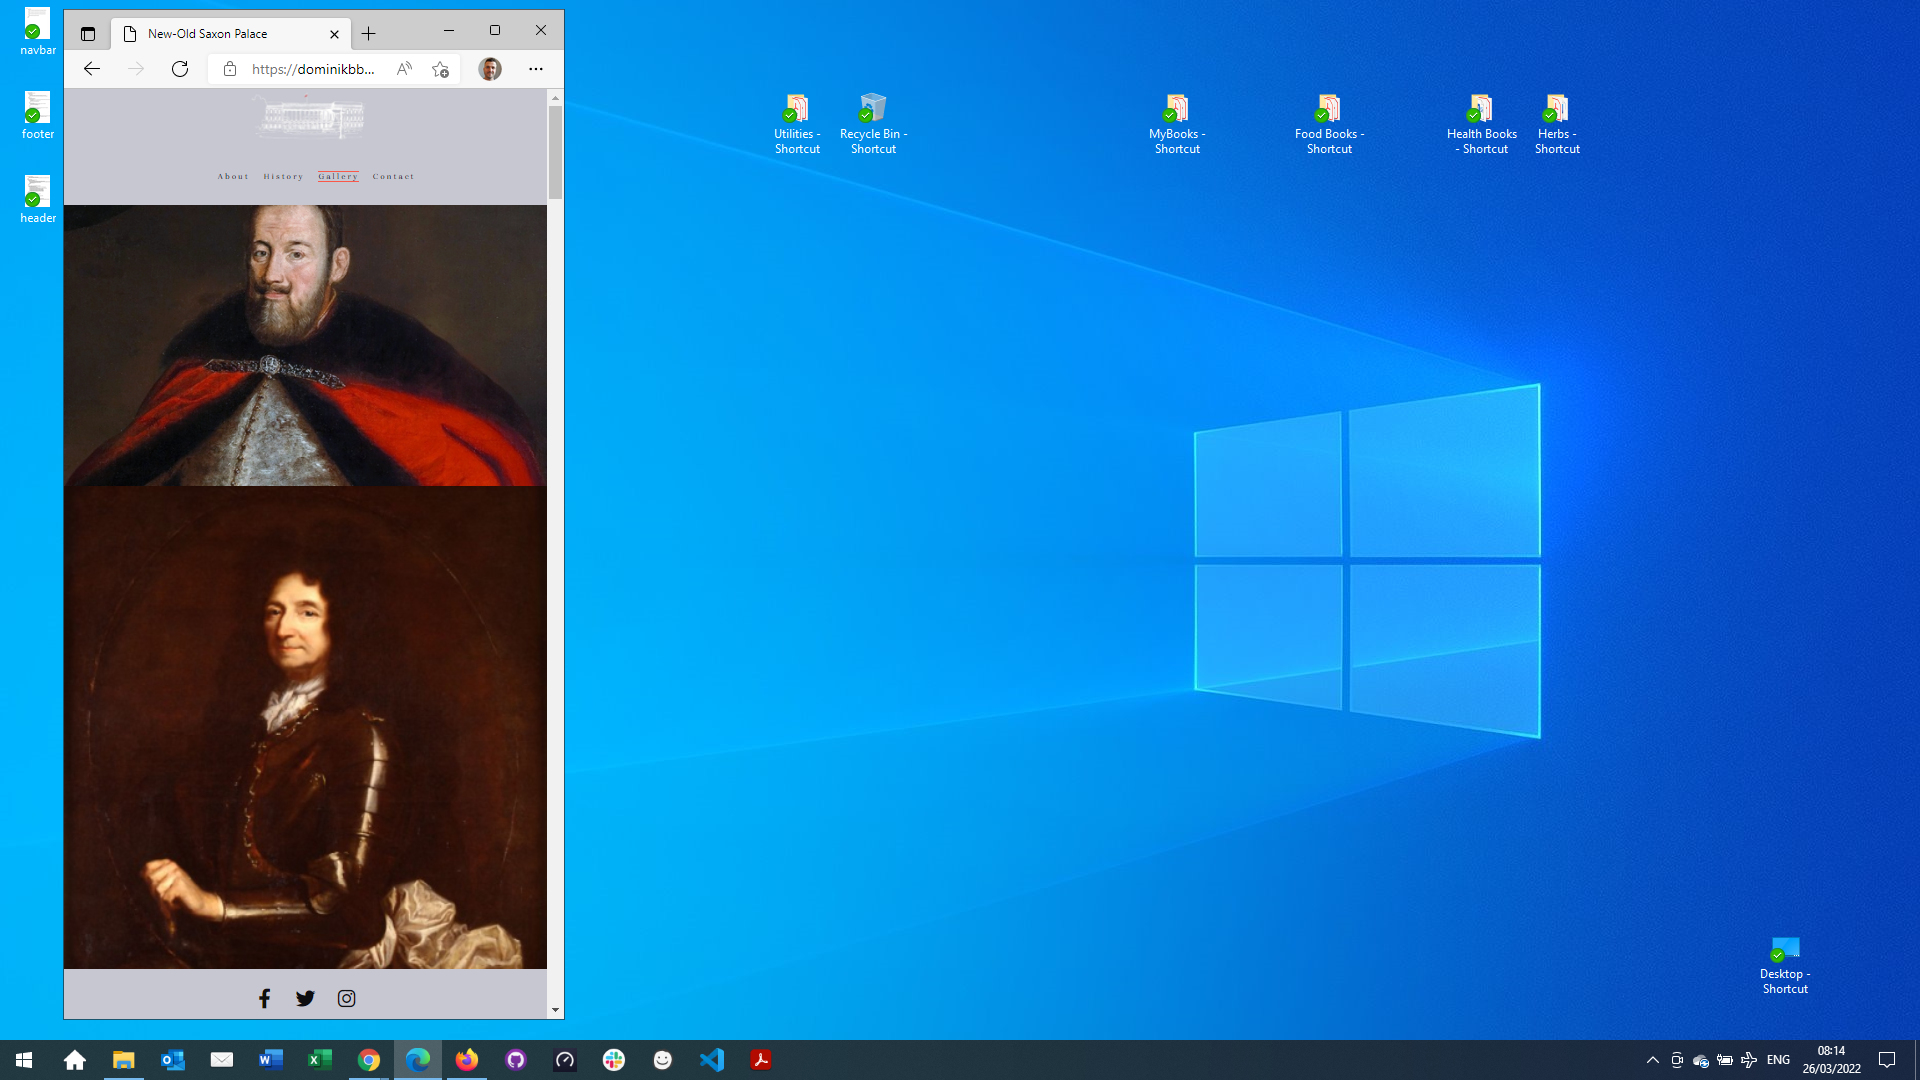 navbar
footer
header
New-Old Saxon Palace
https://dominikbb...
About History Gallery Contact
Utilities -
Shortcut
Recycle Bin -
Shortcut
MyBooks -
Shortcut
Food Books -
Shortcut
Health Books
- Shortcut
Herbs -
Shortcut
Desktop -
Shortcut
ENG
08:14
26/03/2022